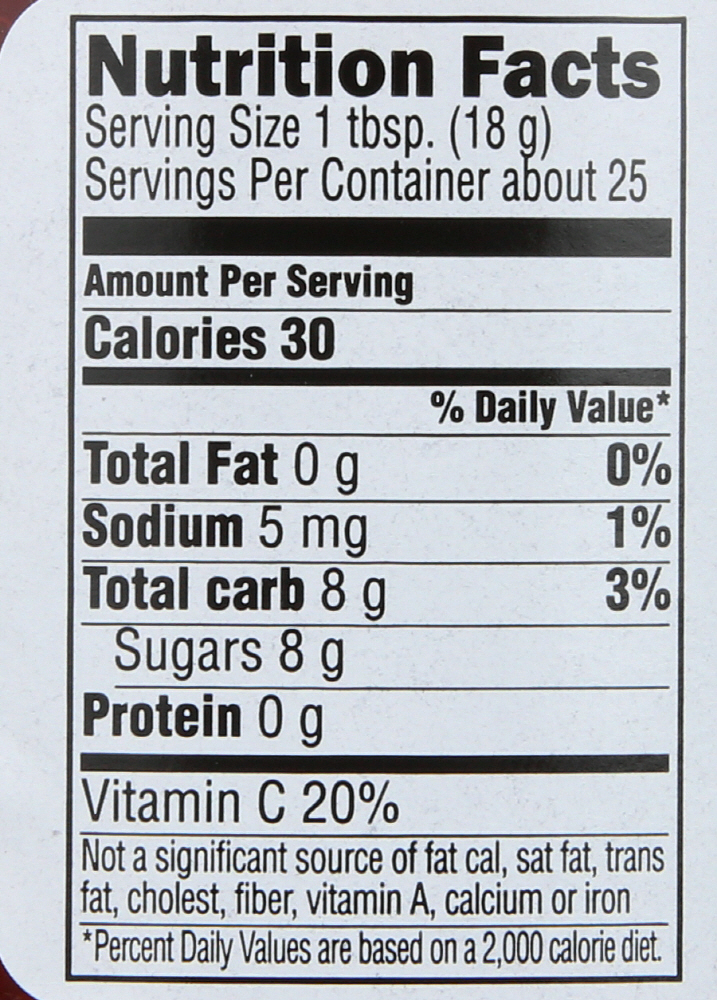 Nutrition Facts
Serving Size 1 tbsp. (18 g)
Servings Per Container about 25
Amount Per Serving
Calories 30
% Daily Value*
Total Fat 0 g 0%
Sodium 5 mg 1%
Total carb 8 g 3%
Sugars 8 g
Protein 0 g
Vitamin C 20%
Not a significant source of fat cal, sat fat, trans
fat, cholest, fiber, vitamin A, calcium or iron
*Percent Daily Values are based on a 2,000 calorie diet.